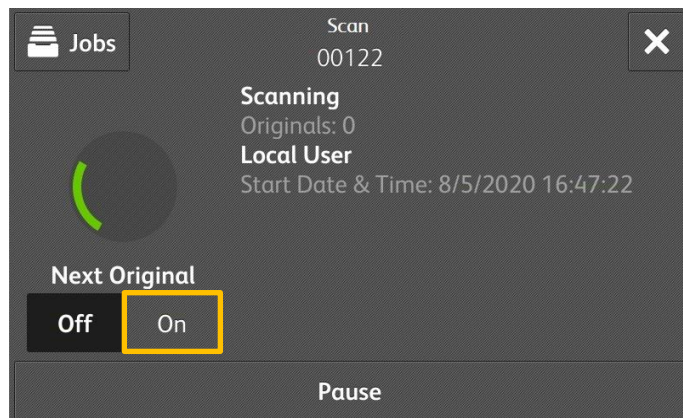 Jobs
Scan
00122
Scanning
Originals: 0
Local User
Start Date & Time: 8/5/2020 16:47:22
Next Original
Off On
Pause